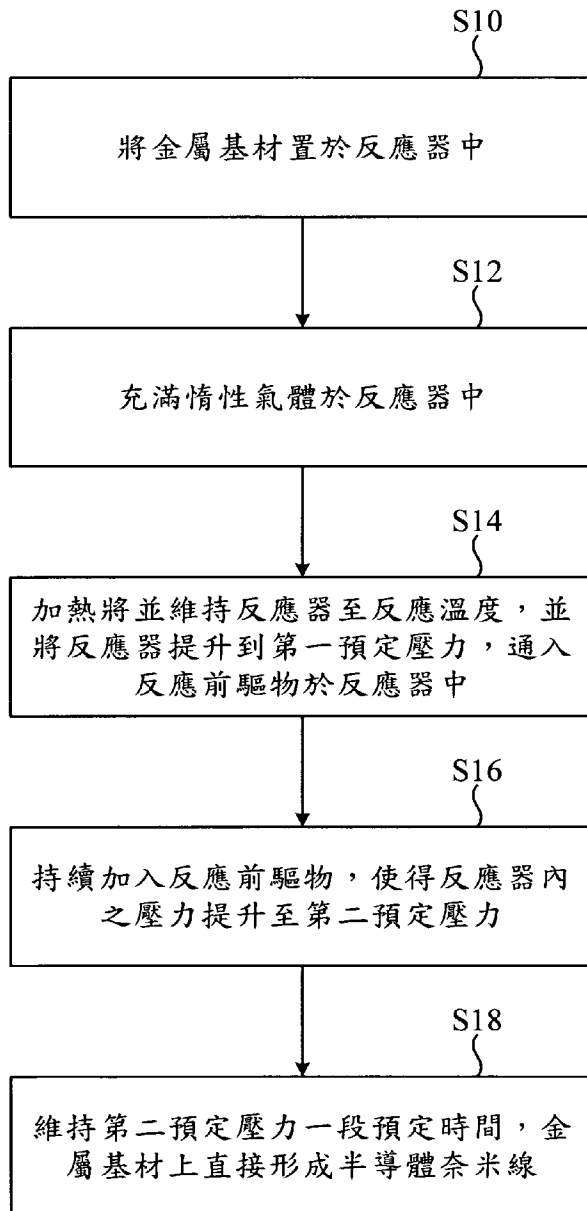 S10
將金屬基材置於反應器中
S12
充滿惰性氣體於反應器中
S14
加熱將並維持反應器至反應溫度，並
將反應器提升到第一預定壓力，通入
反應前驅物於反應器中
S16
持續加入反應前驅物，使得反應器內
之壓力提升至第二預定壓力
S18
維持第二預定壓力一段預定時間，金
屬基材上直接形成半導體奈米線